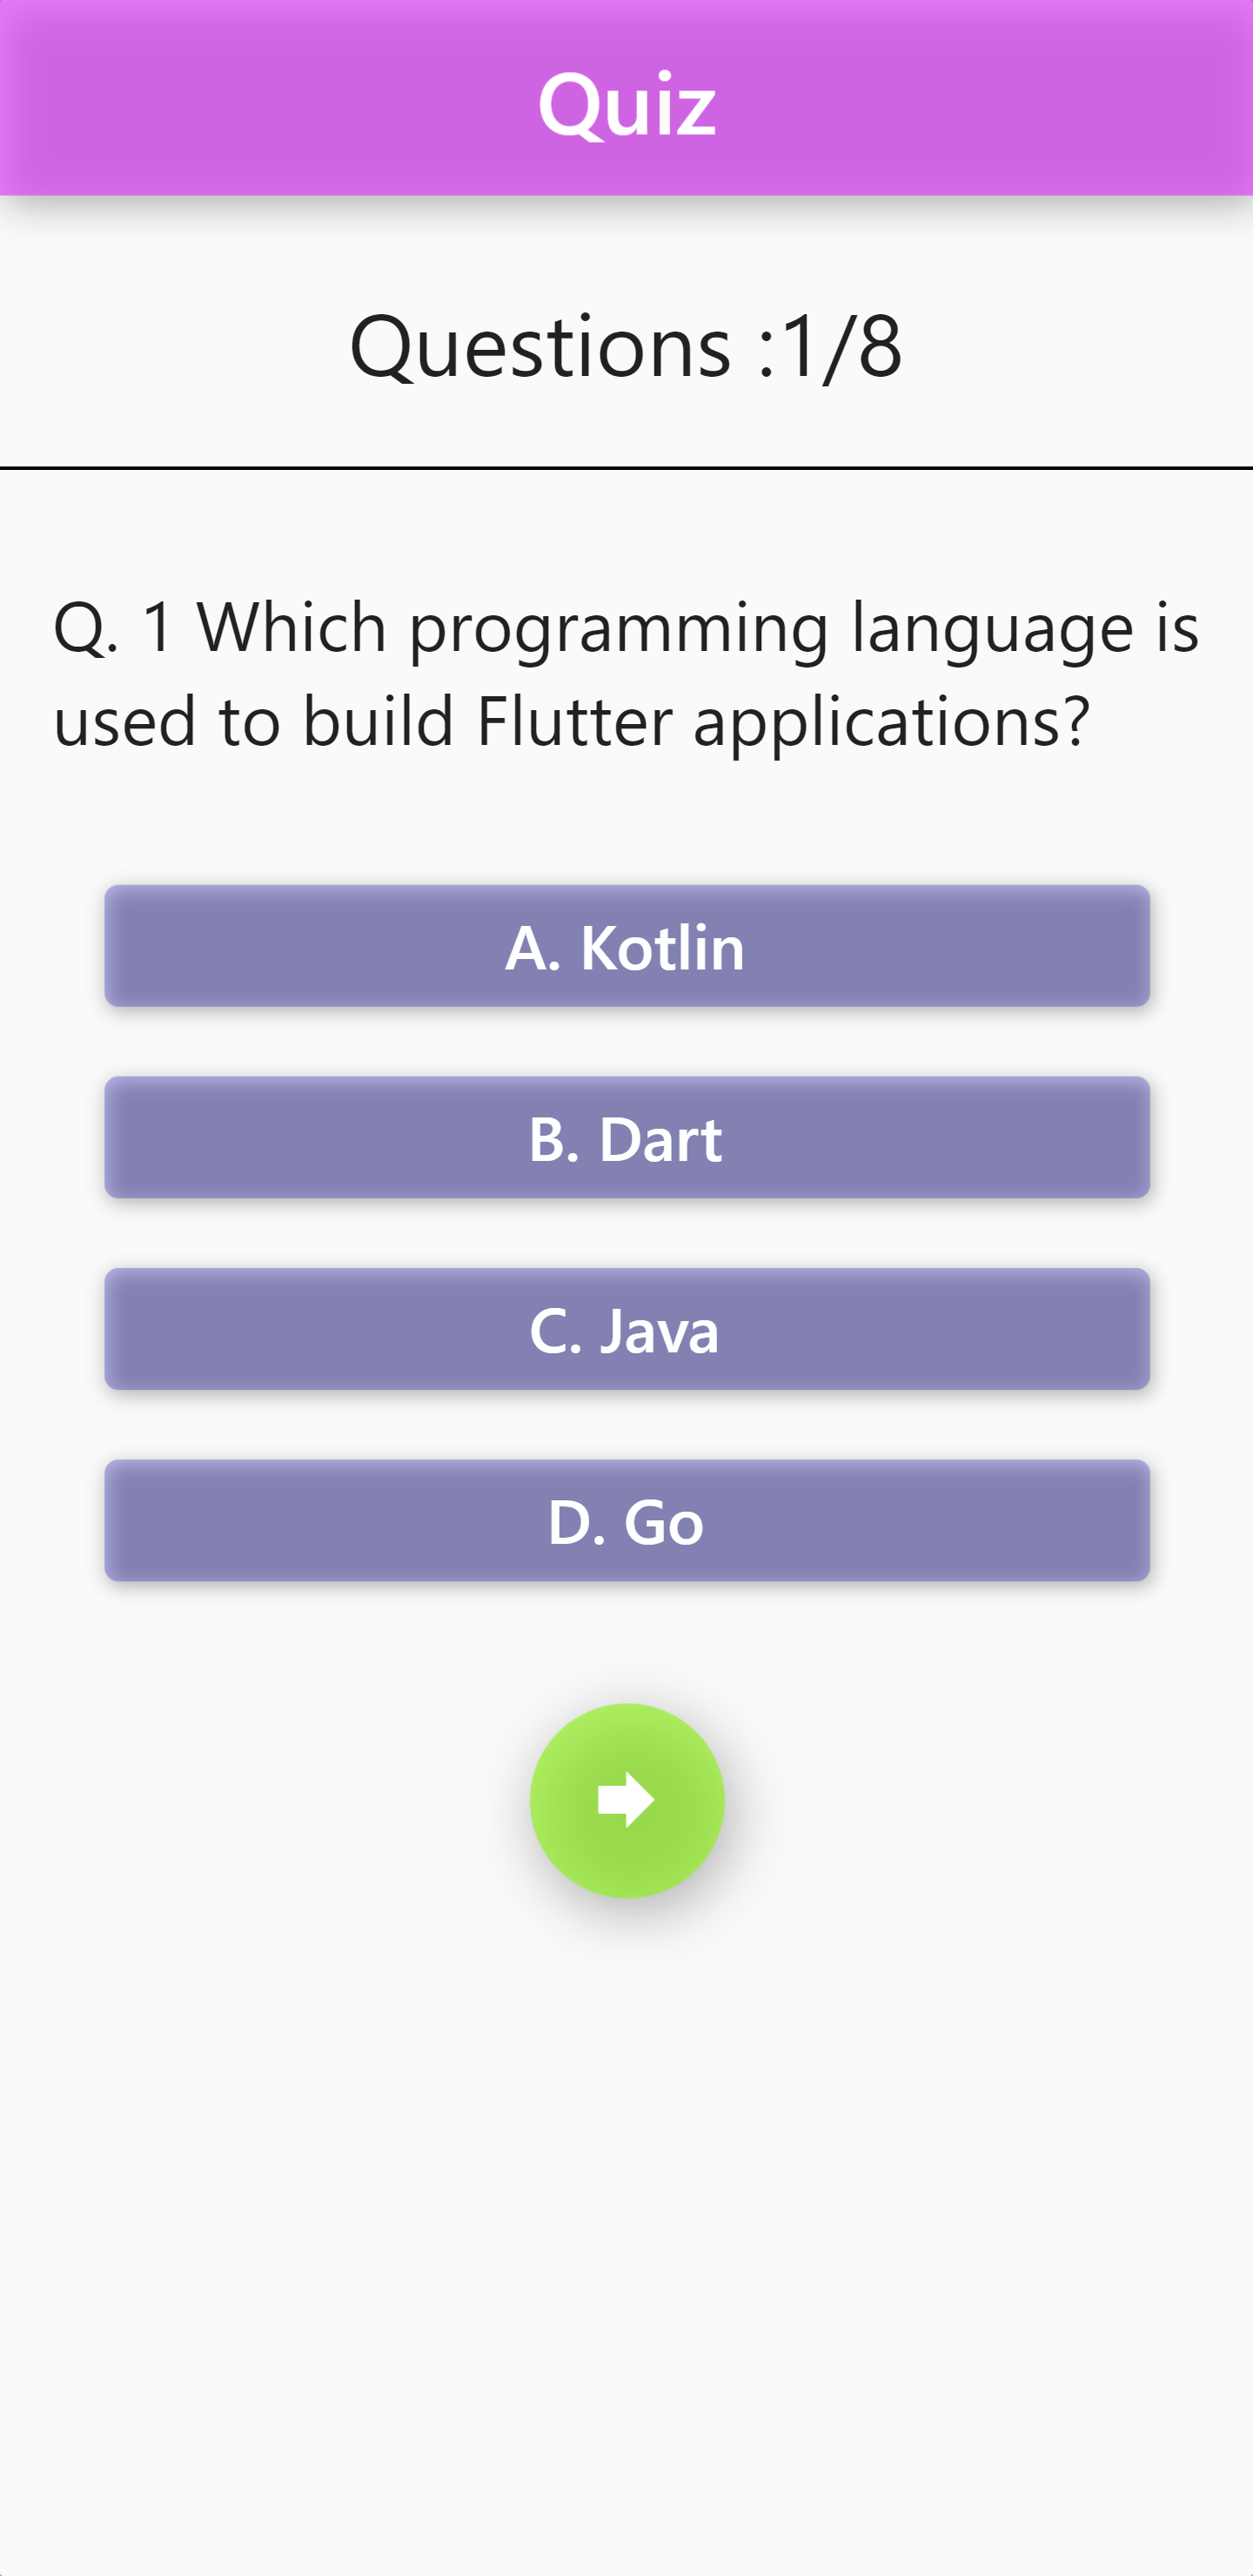 Quiz
Questions :1/8
Q. 1 Which programming language is
used to build Flutter applications?
A. Kotlin
B. Dart
C. Java
D. Go